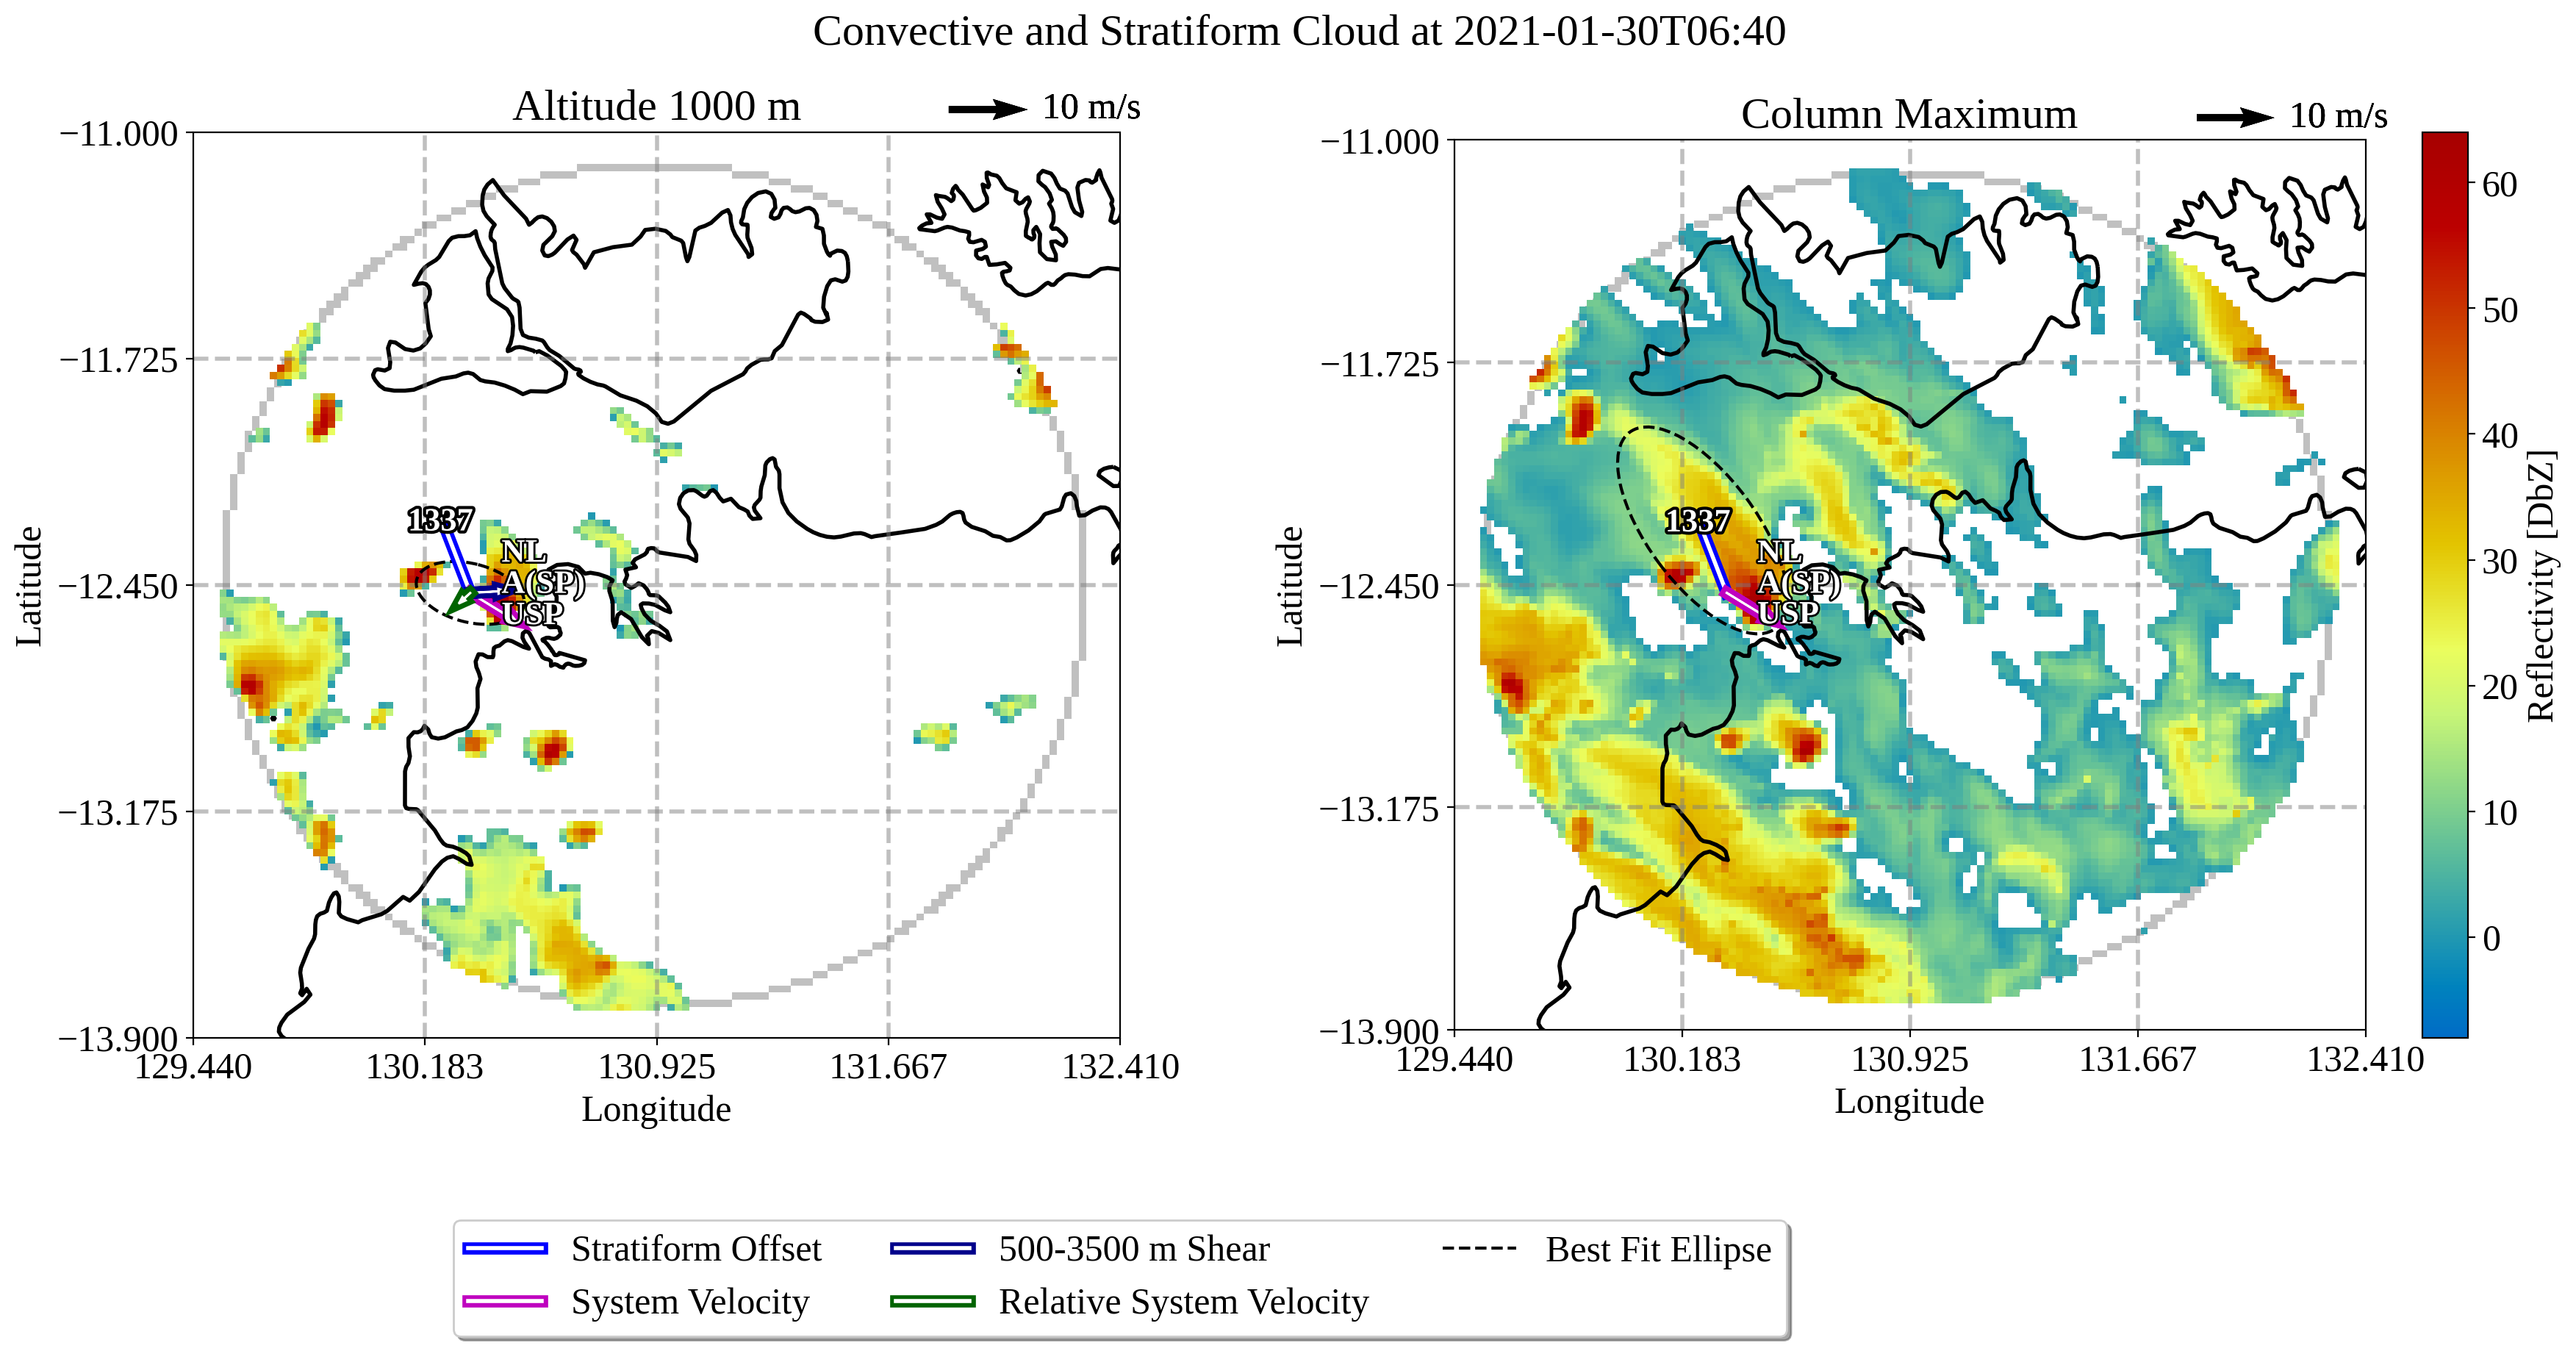 Convective and Stratiform Cloud at 2021-01-30T06:40
Altitude 1000 m
10 m/s
−11.000
−11.725
−12.450
−13.175
−13.900
Latitude
129.440
130.183
130.925
131.667
132.410
Longitude
1337
NL
A(SP)
USP
Column Maximum
10 m/s
−11.000
−11.725
−12.450
−13.175
−13.900
Latitude
129.440
130.183
130.925
131.667
132.410
Longitude
1337
NL
A(SP)
USP
60
50
40
30
20
10
0
Reflectivity [DbZ]
Stratiform Offset
500-3500 m Shear
Best Fit Ellipse
System Velocity
Relative System Velocity